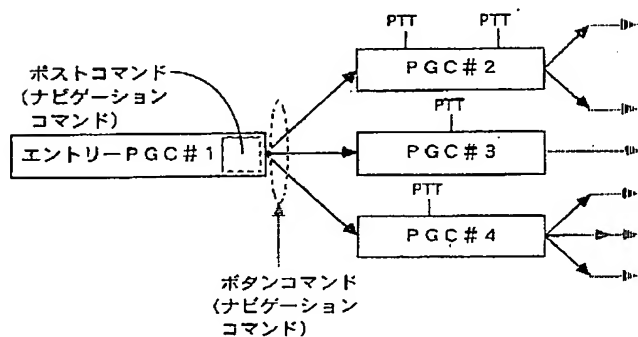 PTT PTT
ポストコマンド
(ナビゲーション
コマンド)
PGC#2
エントリーPGC#1
PTT
PGC#3
PTT
PGC#4
ボタンコマンド
(ナビゲーション
コマンド)